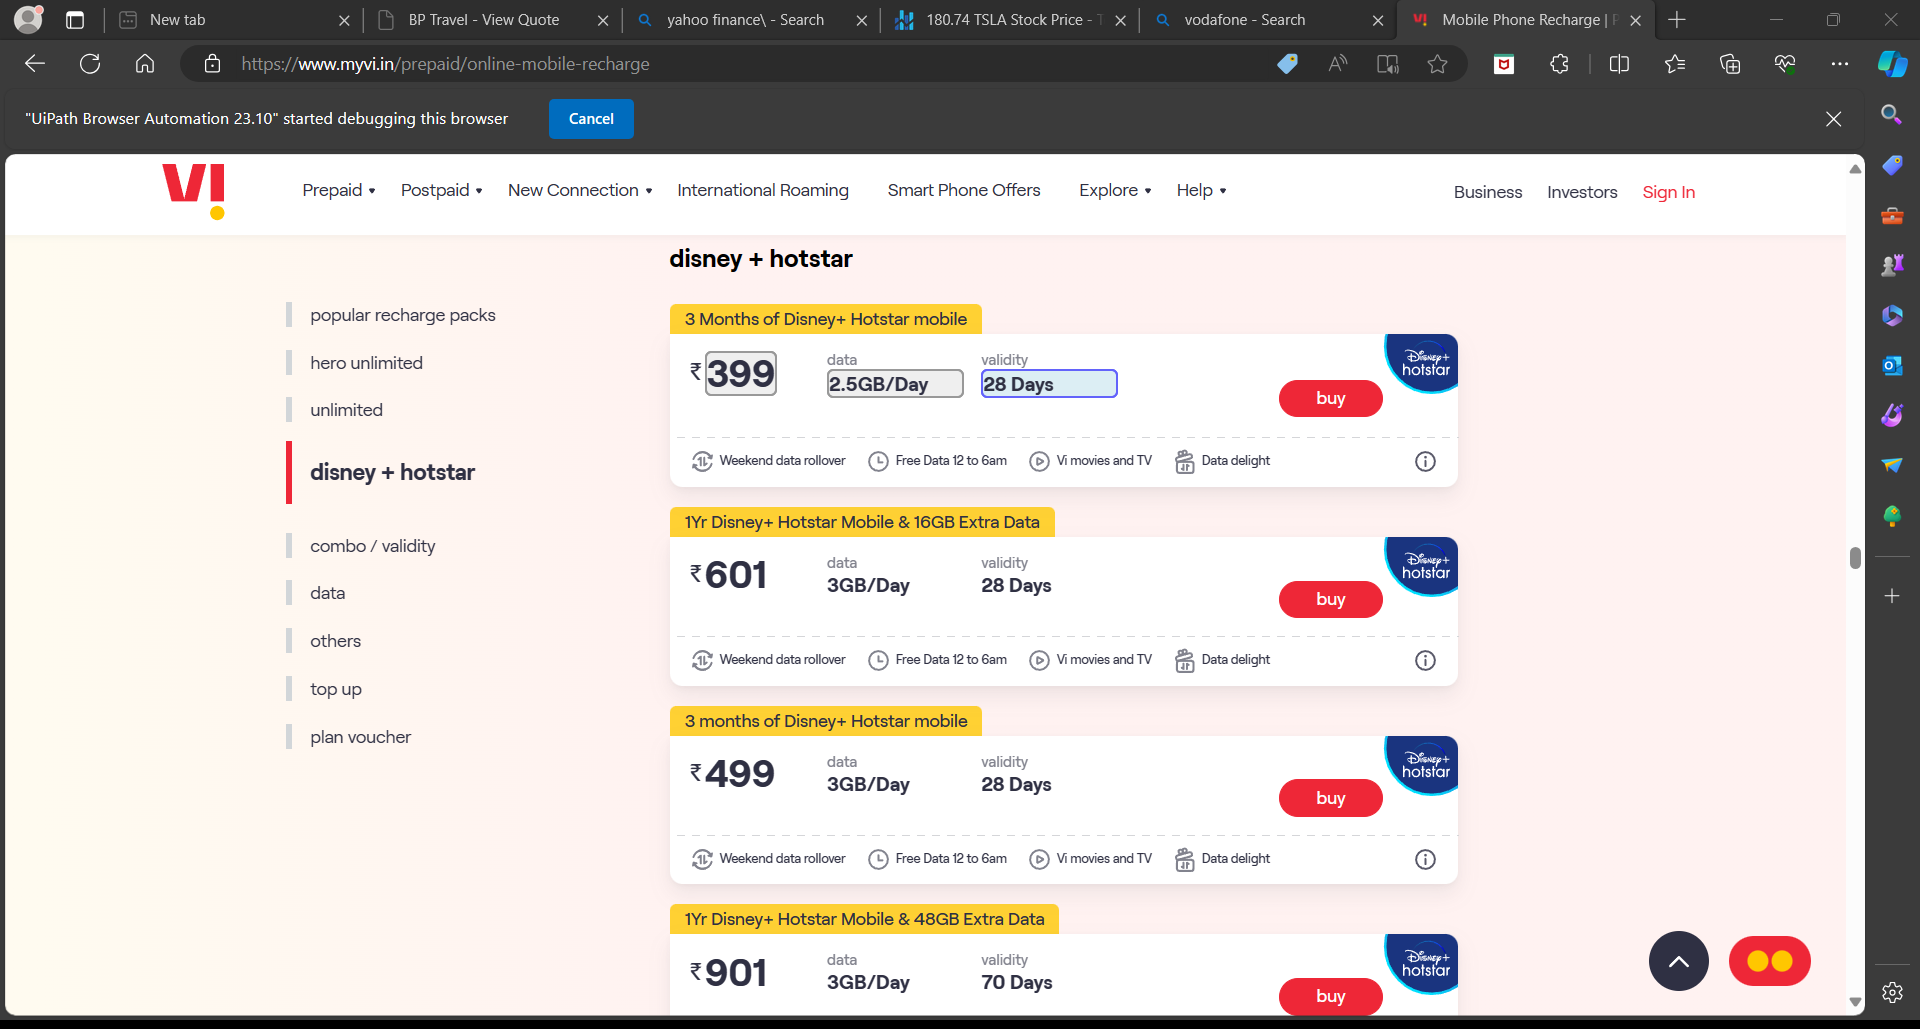 New tab
BP Travel - View Quote
yahoo finance\ - Search
180.74 TSLA Stock Price - T
vodafone - Search
Mobile Phone Recharge | P
https://www.myvi.in/prepaid/online-mobile-recharge
"UiPath Browser Automation 23.10" started debugging this browser
Cancel
VI
Prepaid
Postpaid
New Connection
International Roaming
Smart Phone Offers
Explore
Help
Business
Investors
Sign In
popular recharge packs
hero unlimited
unlimited
disney + hotstar
combo / validity
data
others
top up
plan voucher
disney + hotstar
3 Months of Disney+ Hotstar mobile
₹399
data
2.5GB/Day
validity
28 Days
Disney+
hotstar
buy
Weekend data rollover
Free Data 12 to 6am
Vi movies and TV
Data delight
1Yr Disney+ Hotstar Mobile & 16GB Extra Data
₹601
data
3GB/Day
validity
28 Days
Disney+
hotstar
buy
Weekend data rollover
Free Data 12 to 6am
Vi movies and TV
Data delight
3 months of Disney+ Hotstar mobile
₹499
data
3GB/Day
validity
28 Days
Disney+
hotstar
buy
Weekend data rollover
Free Data 12 to 6am
Vi movies and TV
Data delight
1Yr Disney+ Hotstar Mobile & 48GB Extra Data
₹901
data
3GB/Day
validity
70 Days
Disney+
hotstar
buy